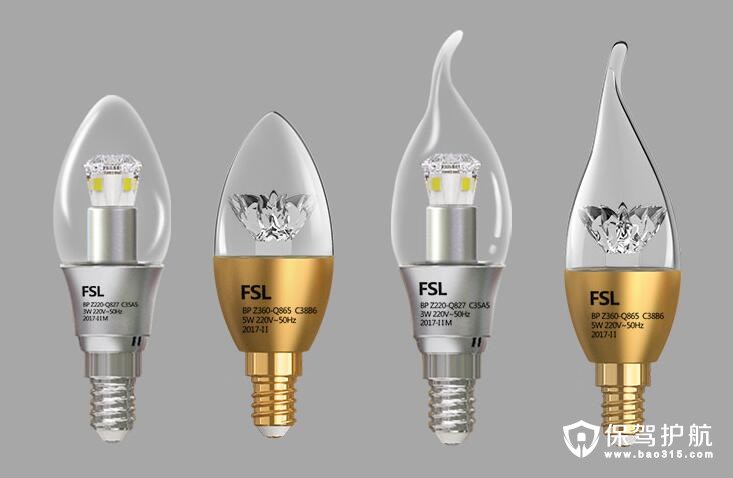 FSL
BP Z220-Q827 C35A5
3W 220V~50Hz
2017-11M
FSL
BP Z360-Q865 C38B6
5W 220V~50Hz
2017-11
FSL
BP Z220-Q827 C35A5
3W 220V~50Hz
2017-11M
FSL
BP Z360-Q865 C38B6
5W 220V~50Hz
2017-11
保驾护航
www.bao315.com